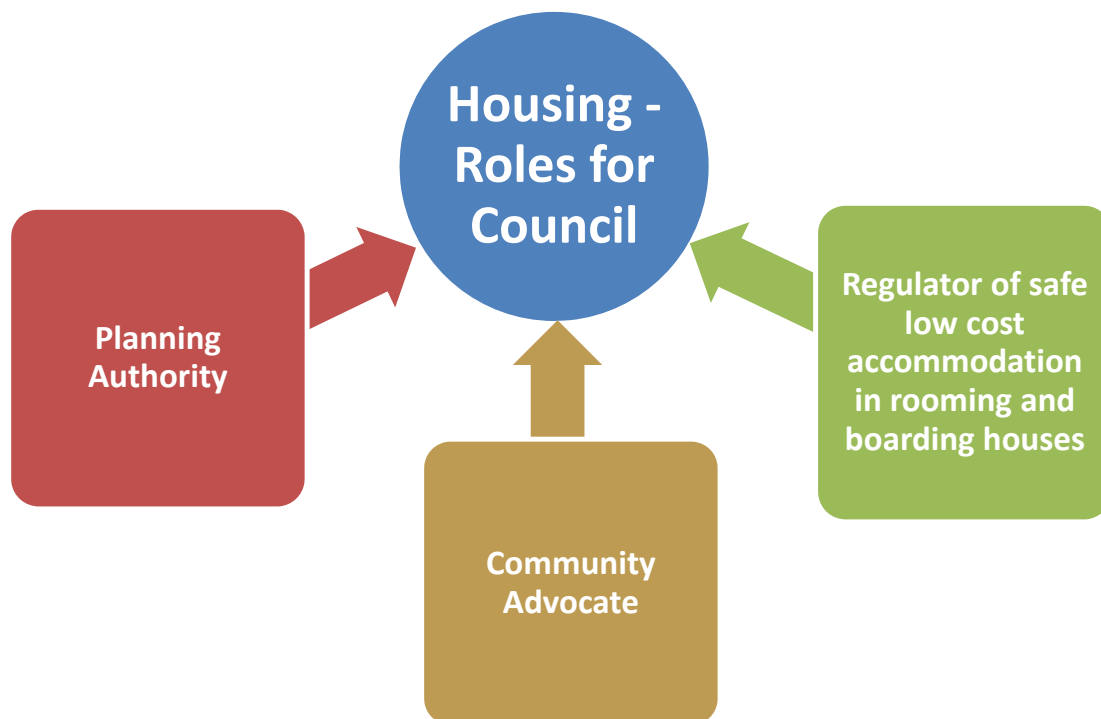 Housing -
Roles for
Council
Planning
Authority
Community
Advocate
Regulator of safe
low cost
accommodation
in rooming and
boarding houses